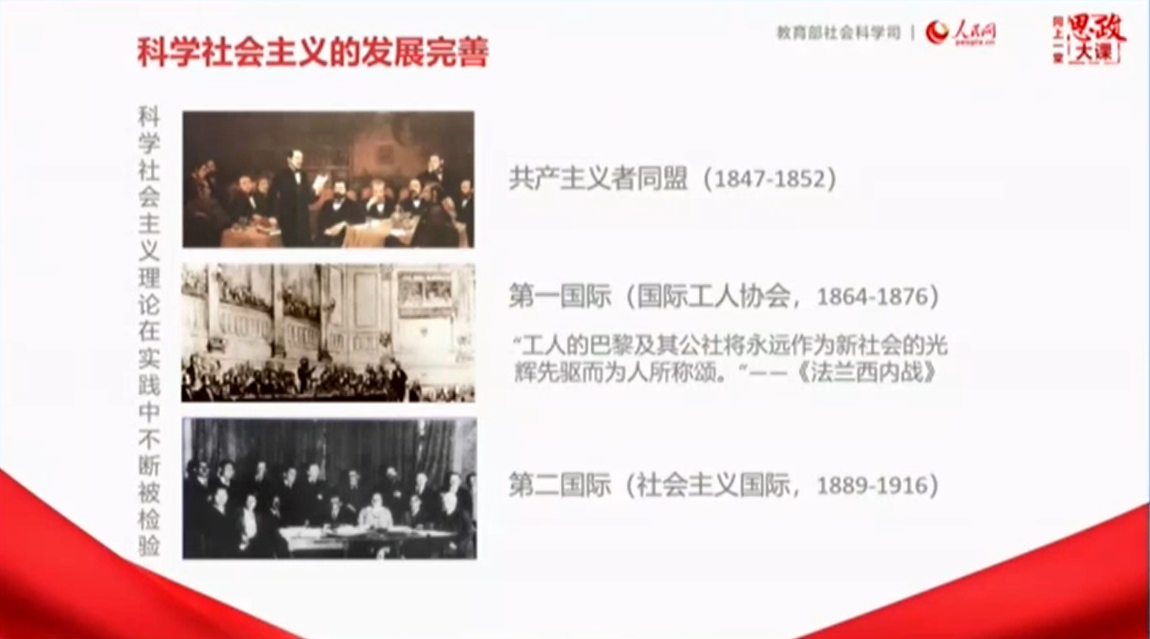 科学社会主义的发展完善
教育部社会科学司 | 人民网
people.cn
网上一堂
思政
大课
科学社会主义理论在实践中不断被检验
共产主义者同盟（1847-1852）
第一国际（国际工人协会，1864-1876）
“工人的巴黎及其公社将永远作为新社会的光
辉先驱而为人所称颂。”——《法兰西内战》
第二国际（社会主义国际，1889-1916）